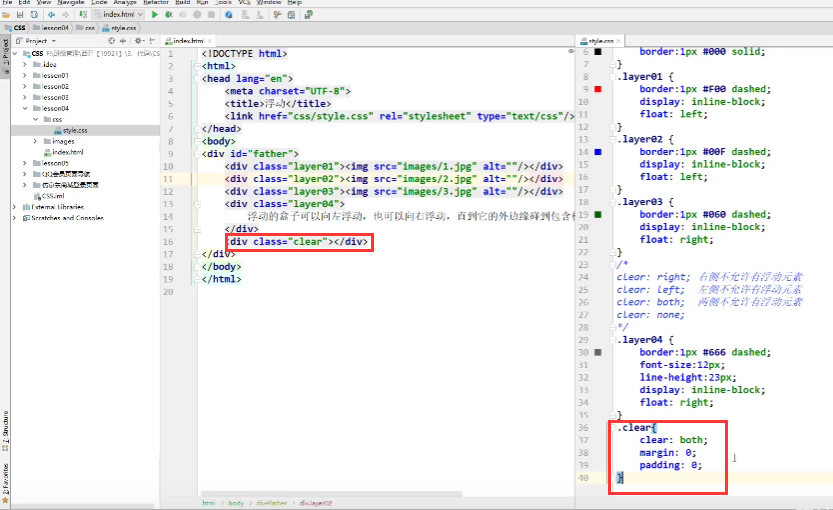 File Edit View Navigate Code Analyze Refactor Build Run Tools VCS Window Help
index.html
CSS lesson04 css style.css
Project
index.html
style.css
1: Project
CSS
.idea
lesson01
lesson02
lesson03
lesson04
css
style.css
images
index.html
lesson05
QQ会员页面导航
CSS.iml
External Libraries
Scratches and Consoles
7: Structure
2: Favorites
1 <!DOCTYPE html>
2 <html>
3 <head lang="en">
4 <meta charset="UTF-8">
5 <title>浮动</title>
6 <link href="css/style.css" rel="stylesheet" type="text/css"/>
7 </head>
8 <body>
9 <div id="father">
10 <div class="layer01"><img src="images/1.jpg" alt=""/></div>
11 <div class="layer02"><img src="images/2.jpg" alt=""/></div>
12 <div class="layer03"><img src="images/3.jpg" alt=""/></div>
13 <div class="layer04">
14 浮动的盒子可以向左浮动，也可以向右浮动，直到它的外边缘碰到包含
15 </div>
16 <div class="clear"></div>
17 </div>
18 </body>
19 </html>
20
html body div#father div.layer02
6 border:1px #000 solid;
7 }
8 .layer01 {
9 border:1px #F00 dashed;
10 display: inline-block;
11 float: left;
12 }
13 .layer02 {
14 border:1px #00F dashed;
15 display: inline-block;
16 float: left;
17 }
18 .layer03 {
19 border:1px #060 dashed;
20 display: inline-block;
21 float: right;
22 }
23 /*
24 clear: right; 右侧不允许有浮动元素
25 clear: left; 左侧不允许有浮动元素
26 clear: both; 两侧不允许有浮动元素
27 clear: none;
28 */
29 .layer04 {
30 border:1px #666 dashed;
31 font-size:12px;
32 line-height:23px;
33 display: inline-block;
34 float: right;
35 }
36 .clear{
37 clear: both;
38 margin: 0;
39 padding: 0;
40 }